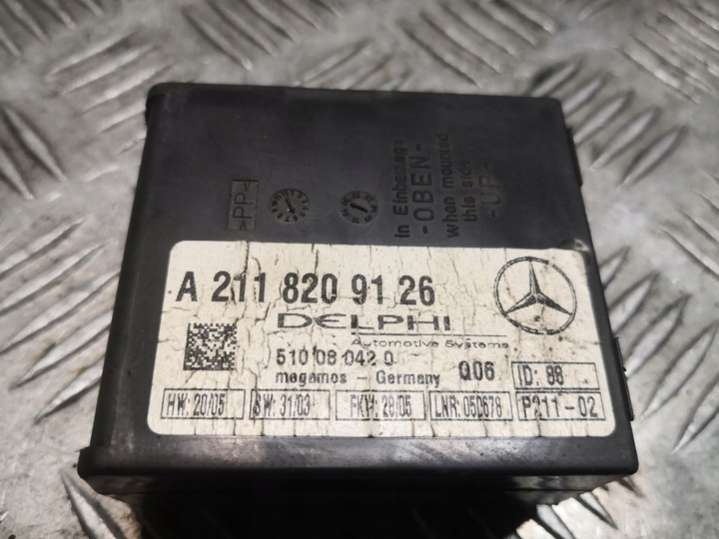 >PP<
in Einbaulage
-OBEN-
when mounted
this side
-UP-
A 211 820 91 26
DELPHI
Automotive Systems
510 08 042 0
megamos - Germany
Q06
ID: 88
HW: 20/05
SW: 31/03
FKW: 28/05
LNR: 05D678
P211-02